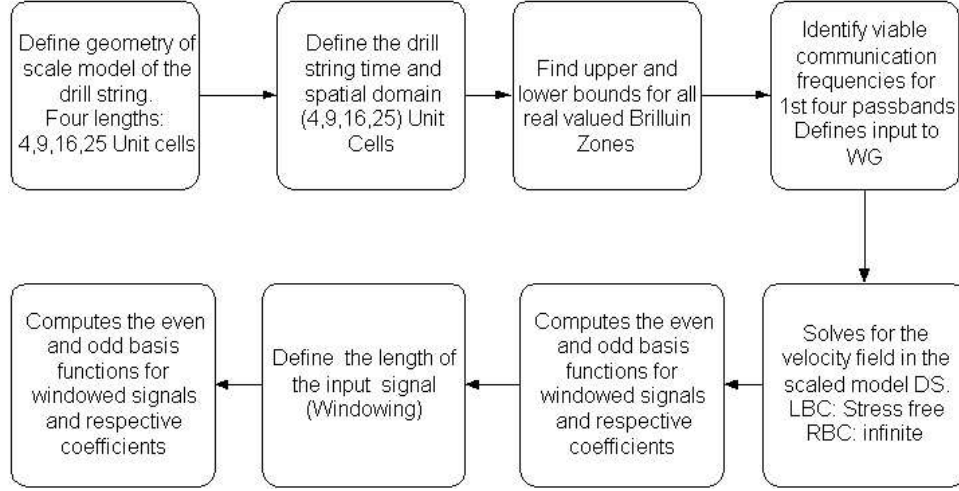 Define geometry of
scale model of the
drill string.
Four lengths:
4,9,16,25 Unit cells
Define the drill
string time and
spatial domain
(4,9,16,25) Unit
Cells
Find upper and
lower bounds for all
real valued Brilluin
Zones
Identify viable
communication
frequencies for
1st four passbands
Defines input to
WG
Solves for the
velocity field in the
scaled model DS.
LBC: Stress free
RBC: infinite
Computes the even
and odd basis
functions for
windowed signals
and respective
coefficients
Define the length of
the input signal
(Windowing)
Computes the even
and odd basis
functions for
windowed signals
and respective
coefficients